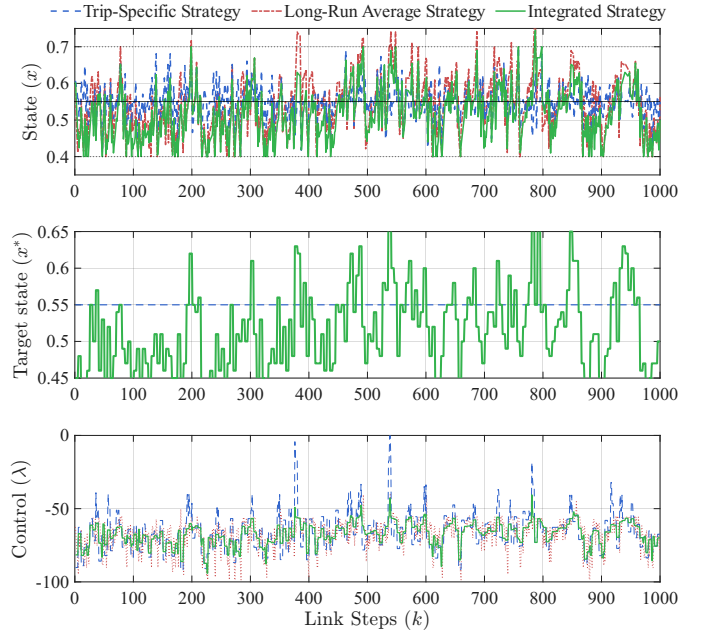 Trip-Specific Strategy Long-Run Average Strategy Integrated Strategy
State (x)
0.7
0.6
0.5
0.4
0 100 200 300 400 500 600 700 800 900 1000
Target state (x*)
0.65
0.6
0.55
0.5
0.45
0 100 200 300 400 500 600 700 800 900 1000
Control (λ)
0
-50
-100
0 100 200 300 400 500 600 700 800 900 1000
Link Steps (k)